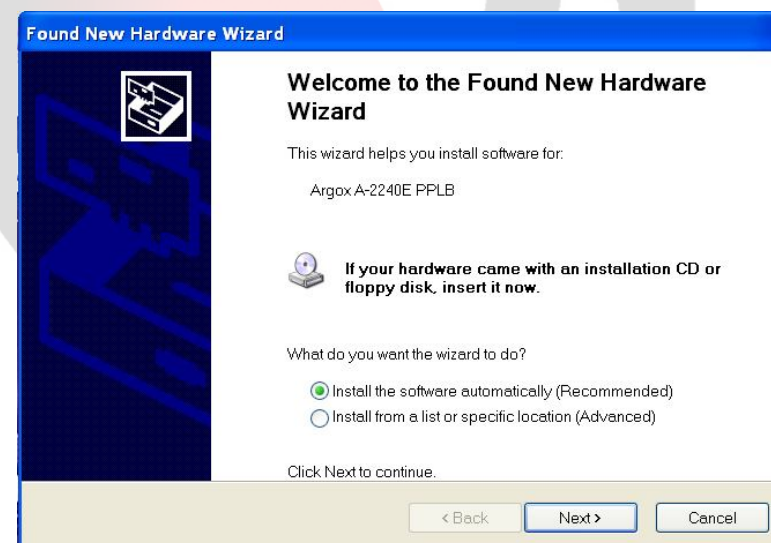 Found New Hardware Wizard
Welcome to the Found New Hardware
Wizard
This wizard helps you install software for:
Argox A-2240E PPLB
If your hardware came with an installation CD or
floppy disk, insert it now.
What do you want the wizard to do?
Install the software automatically (Recommended)
Install from a list or specific location (Advanced)
Click Next to continue.
< Back
Next >
Cancel